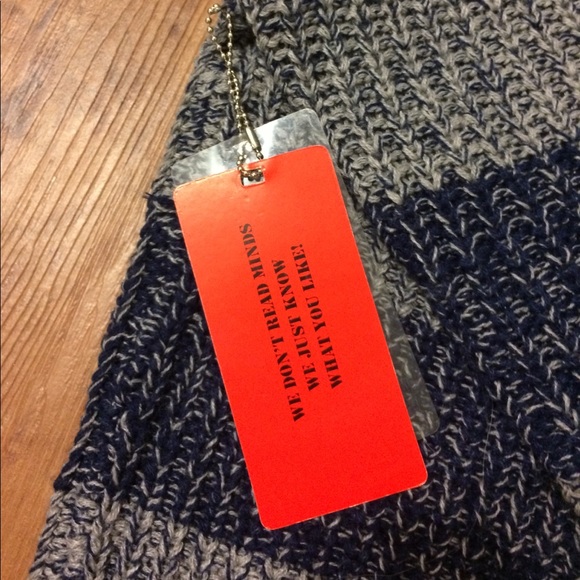 WE DON'T READ MINDS
WE JUST KNOW
WHAT YOU LIKE!